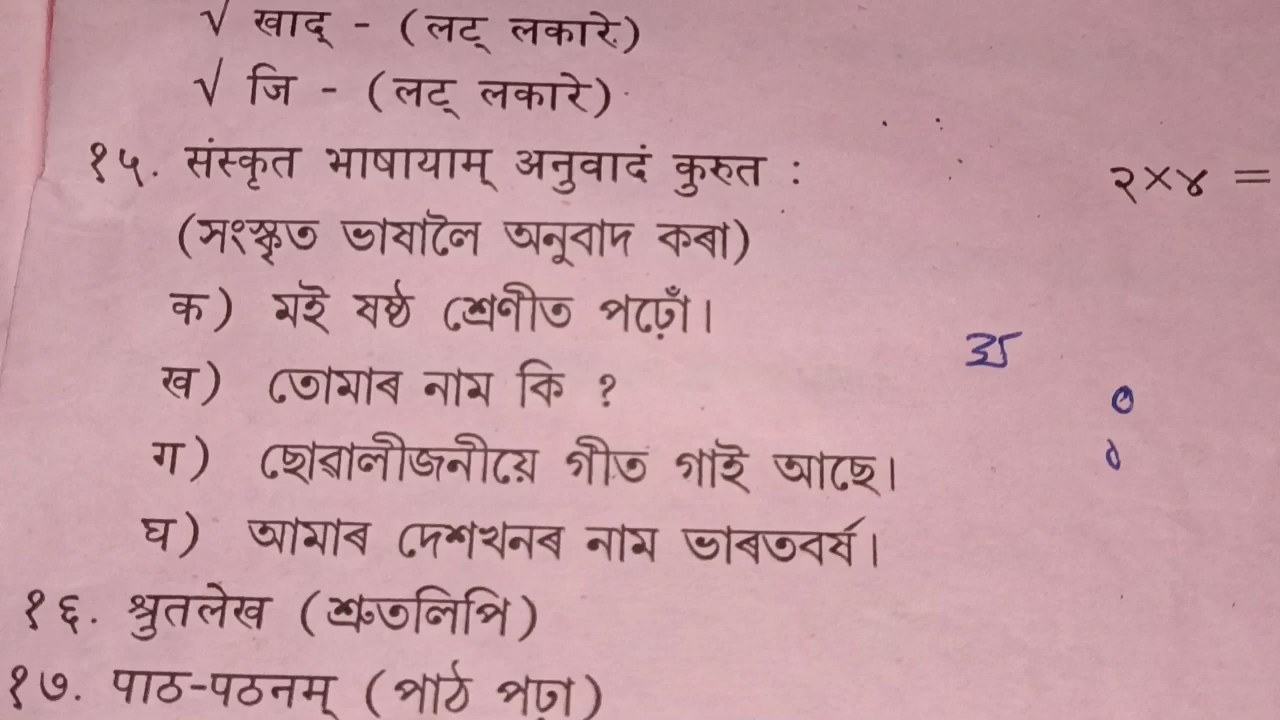 √ खाद् - (लट् लकारे)
√ जि - (लट् लकारे)
१५. संस्कृत भाषायाम् अनुवादं कुरुत : २×४ =
(সংস্কৃত ভাষালৈ অনুবাদ কৰা)
क) মই ষষ্ঠ শ্ৰেণীত পঢ়োঁ।
ख) তোমাৰ নাম কি ?
ग) ছোৱালীজনীয়ে গীত গাই আছে।
घ) আমাৰ দেশখনৰ নাম ভাৰতবৰ্ষ।
१६. श्रुतलेख (শ্ৰুতলিপি)
१७. पाठ-पठनम् (পাঠ পঢ়া)